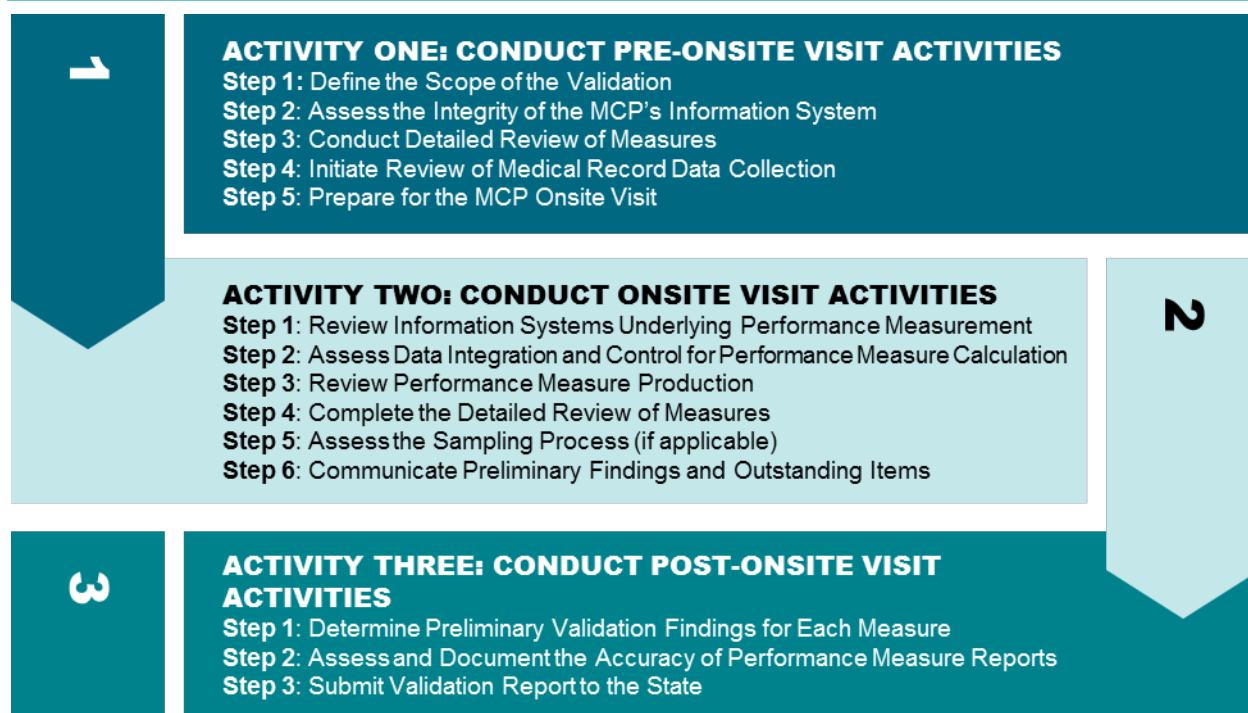 1
ACTIVITY ONE: CONDUCT PRE-ONSITE VISIT ACTIVITIES
Step 1: Define the Scope of the Validation
Step 2: Assess the Integrity of the MCP's Information System
Step 3: Conduct Detailed Review of Measures
Step 4: Initiate Review of Medical Record Data Collection
Step 5: Prepare for the MCP Onsite Visit
ACTIVITY TWO: CONDUCT ONSITE VISIT ACTIVITIES
Step 1: Review Information Systems Underlying Performance Measurement
Step 2: Assess Data Integration and Control for Performance Measure Calculation
Step 3: Review Performance Measure Production
Step 4: Complete the Detailed Review of Measures
Step 5: Assess the Sampling Process (if applicable)
Step 6: Communicate Preliminary Findings and Outstanding Items
2
3
ACTIVITY THREE: CONDUCT POST-ONSITE VISIT
ACTIVITIES
Step 1: Determine Preliminary Validation Findings for Each Measure
Step 2: Assess and Document the Accuracy of Performance Measure Reports
Step 3: Submit Validation Report to the State